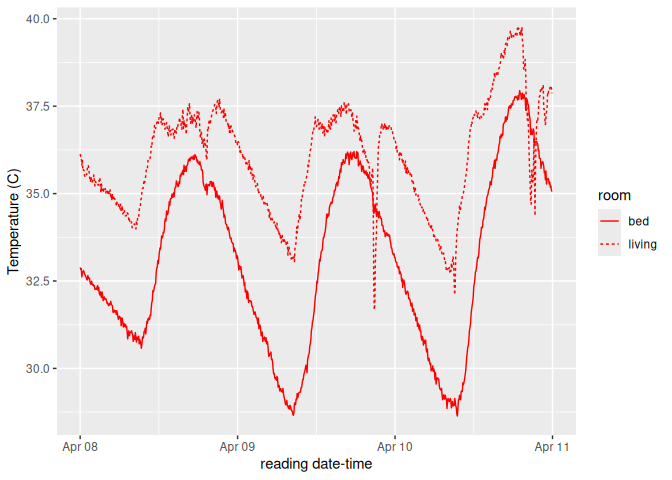 40.0
37.5
35.0
32.5
30.0
Temperature (C)
Apr 08
Apr 09
Apr 10
Apr 11
reading date-time
room
bed
living